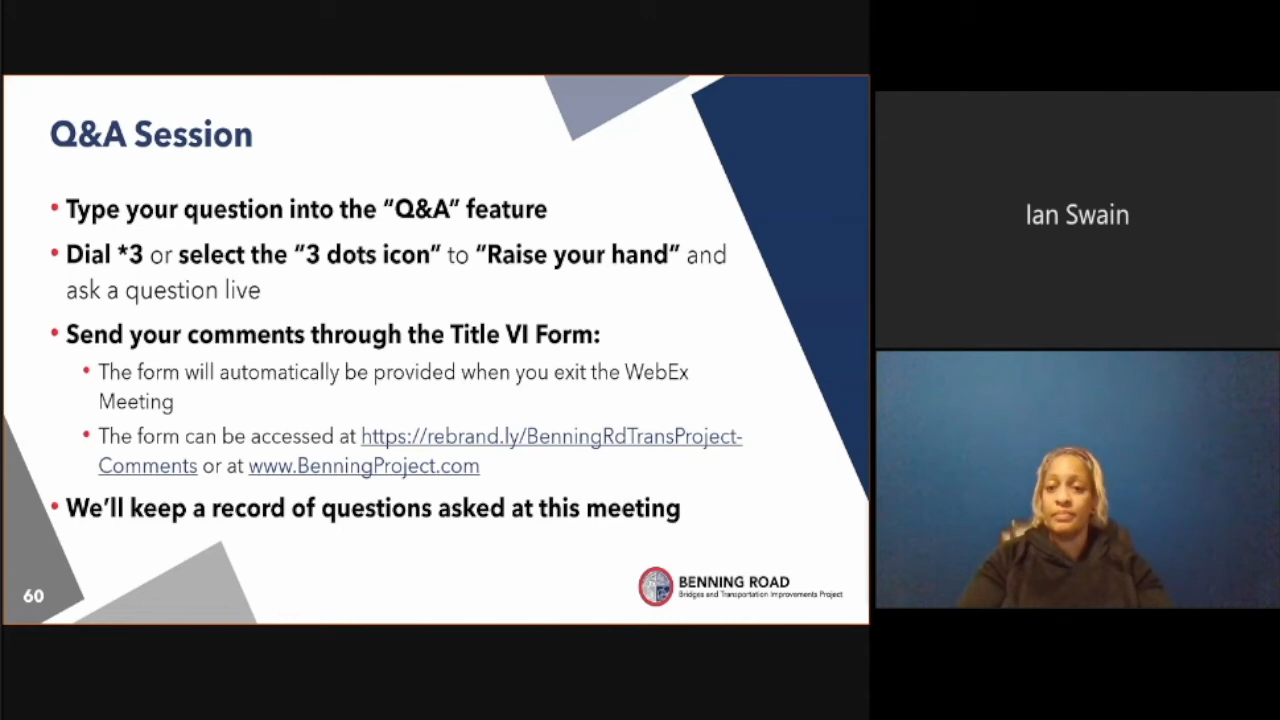 Q&A Session
• Type your question into the “Q&A” feature
• Dial *3 or select the “3 dots icon” to “Raise your hand” and
ask a question live
• Send your comments through the Title VI Form:
• The form will automatically be provided when you exit the WebEx
Meeting
• The form can be accessed at https://rebrand.ly/BenningRdTransProject-
Comments or at www.BenningProject.com
• We’ll keep a record of questions asked at this meeting
60
BENNING ROAD
Bridges and Transportation Improvements Project
Ian Swain